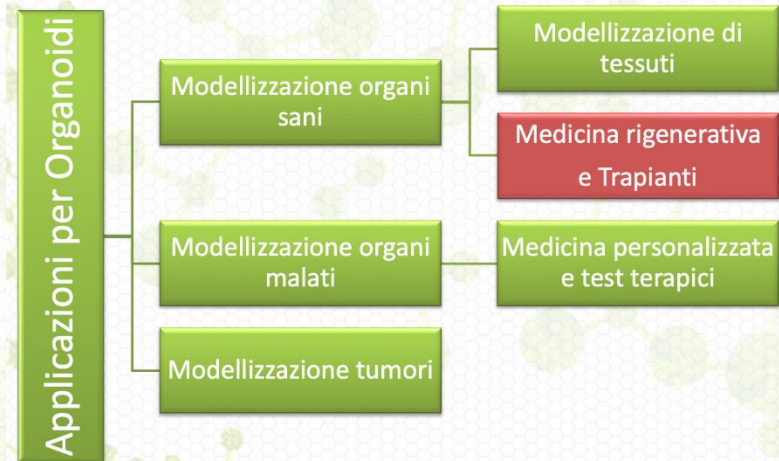 Applicazioni per Organoidi
Modellizzazione organi
sani
Modellizzazione di
tessuti
Medicina rigenerativa
e Trapianti
Modellizzazione organi
malati
Medicina personalizzata
e test terapici
Modellizzazione tumori